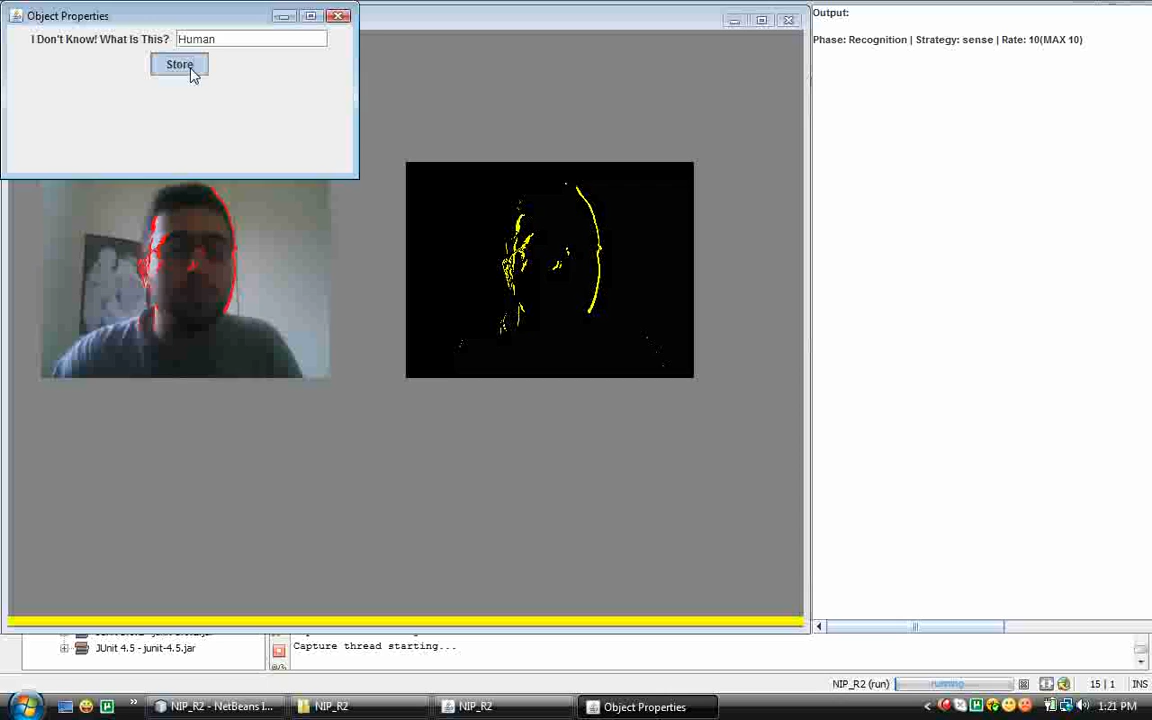 Object Properties
I Don't Know! What Is This? Human
Store
Output:
Phase: Recognition | Strategy: sense | Rate: 10(MAX 10)
JUnit 4.5 - junit-4.5.jar
Capture thread starting...
NIP_R2 (run) running 15 | 1 INS
NIP_R2 - NetBeans I... NIP_R2 NIP_R2 Object Properties 1:21 PM